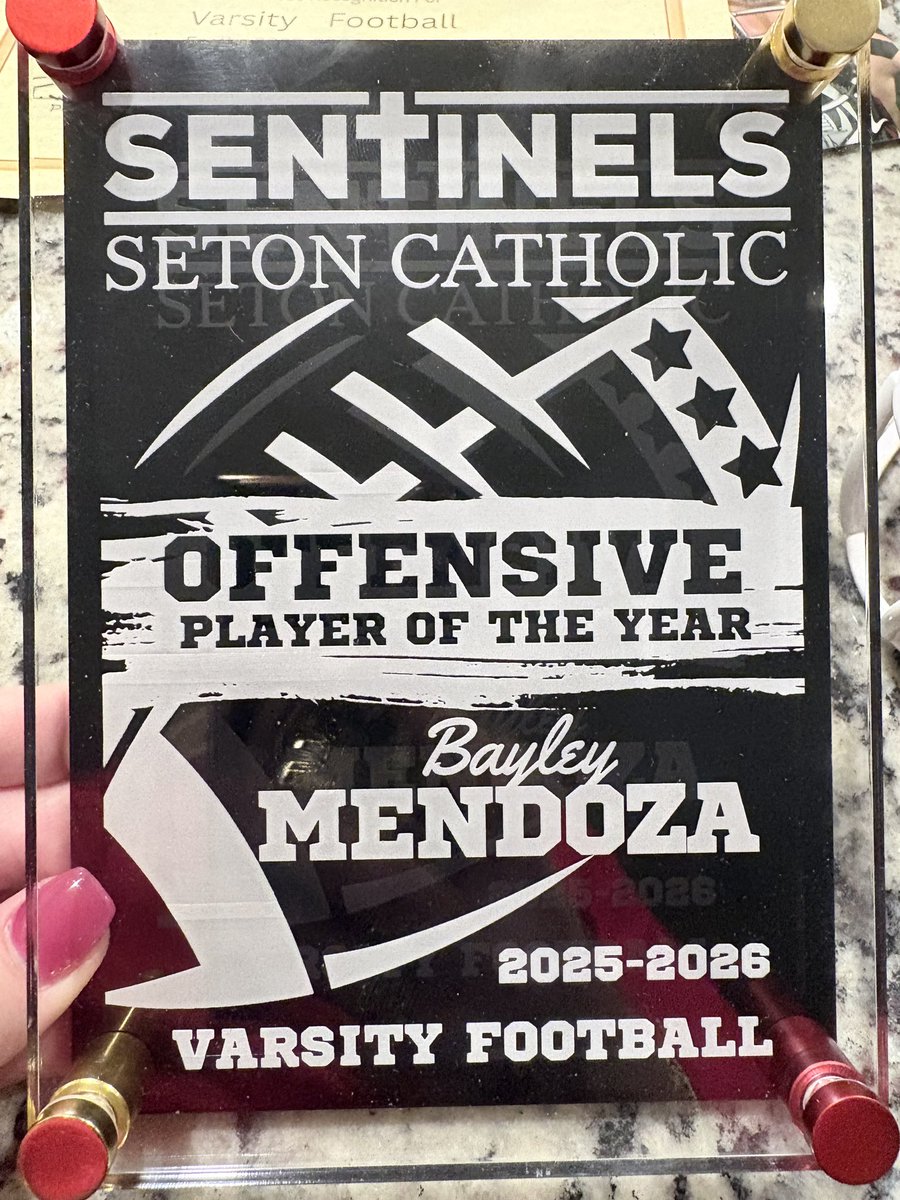 Varsity Football
SENTINELS
SETON CATHOLIC
OFFENSIVE
PLAYER OF THE YEAR
Bayley
MENDOZA
2025-2026
VARSITY FOOTBALL